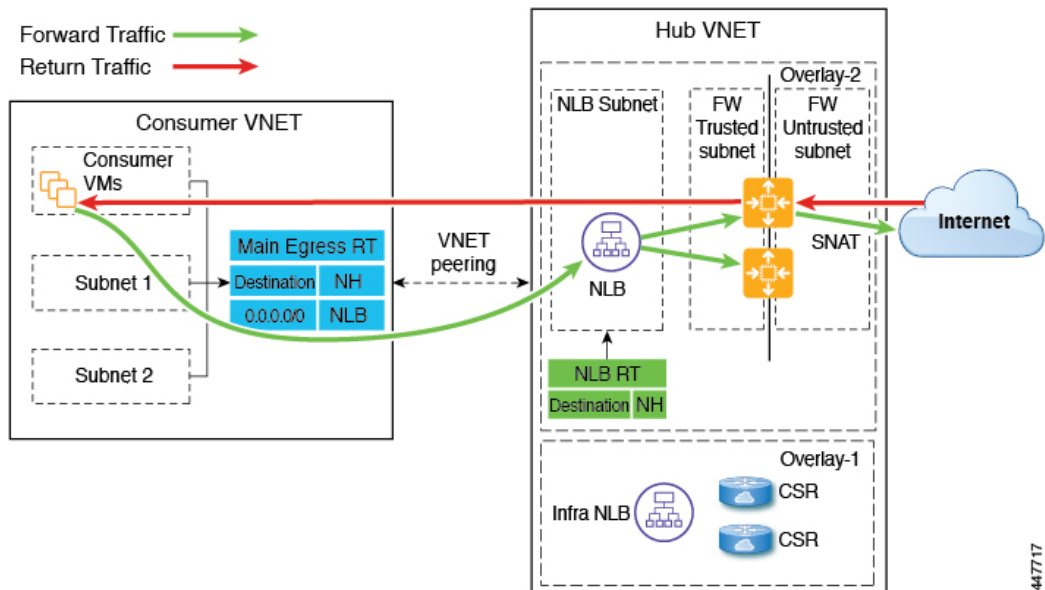 Forward Traffic
Return Traffic
Consumer VNET
Consumer
VMs
Subnet 1
Subnet 2
Main Egress RT
Destination NH
0.0.0.0/0 NLB
VNET
peering
Hub VNET
Overlay-2
NLB Subnet
FW
Trusted
subnet
FW
Untrusted
subnet
NLB
SNAT
Internet
NLB RT
Destination NH
Overlay-1
Infra NLB
CSR
CSR
447717